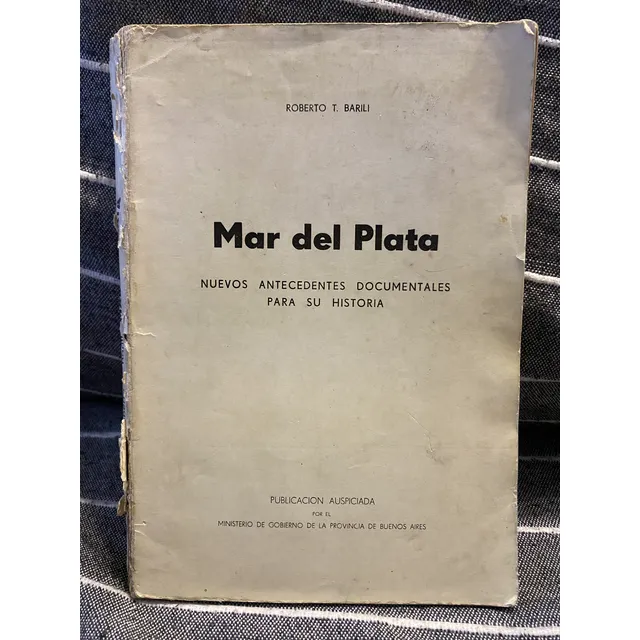 ROBERTO T. BARILI
Mar del Plata
NUEVOS ANTECEDENTES DOCUMENTALES
PARA SU HISTORIA
PUBLICACION AUSPICIADA
POR EL
MINISTERIO DE GOBIERNO DE LA PROVINCIA DE BUENOS AIRES